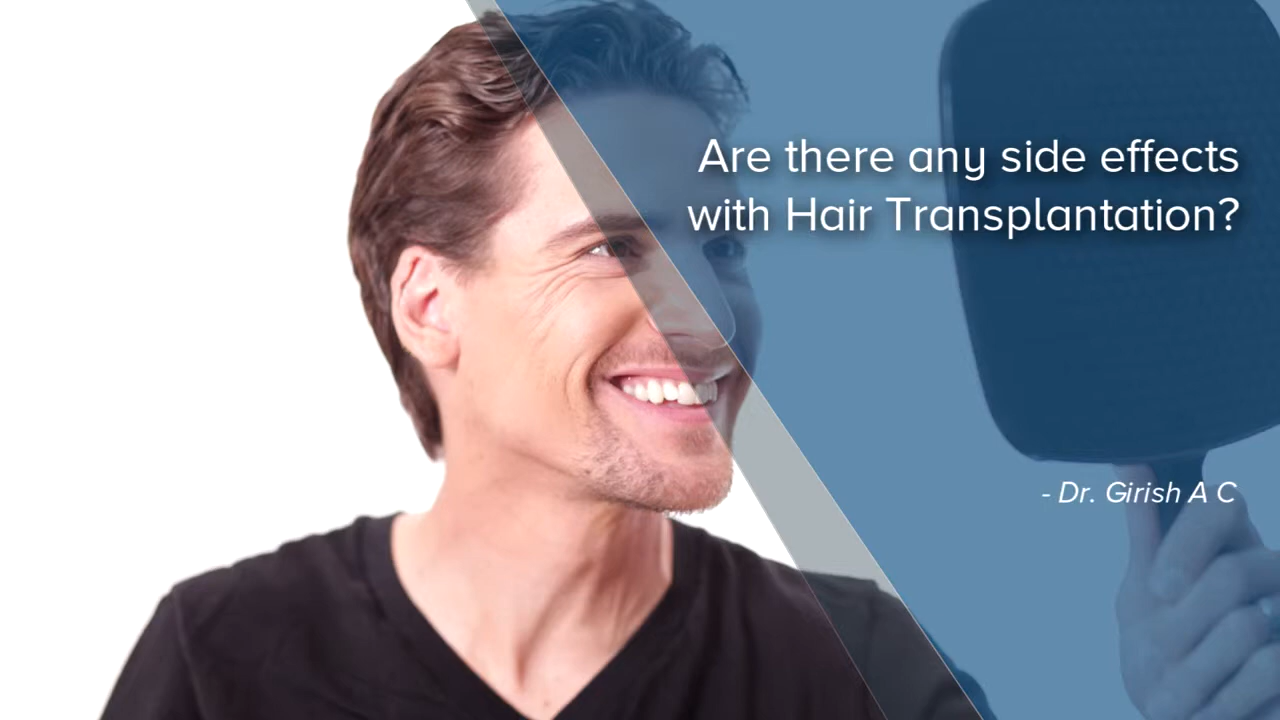 Are there any side effects
with Hair Transplantation?
- Dr. Girish A C